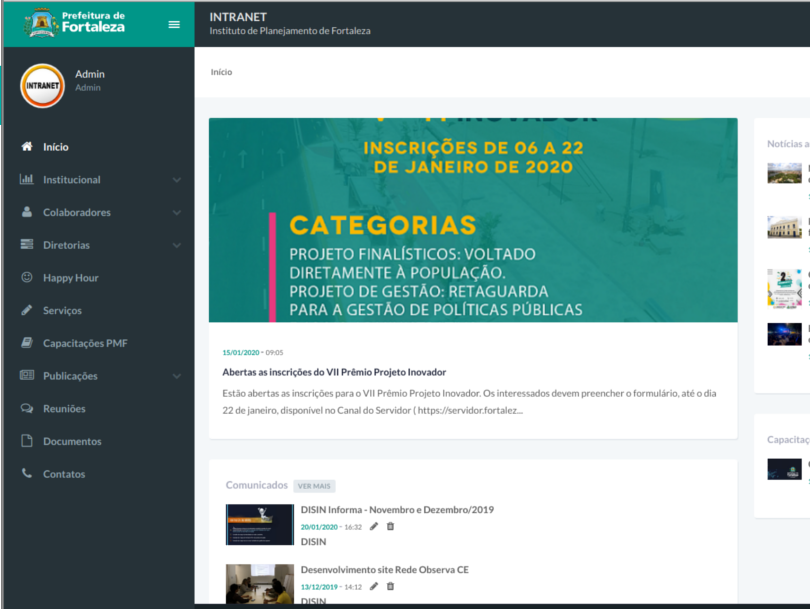 Prefeitura de
Fortaleza
INTRANET
Instituto de Planejamento de Fortaleza
INTRANET
Admin
Admin
Início
Início
Institucional
Colaboradores
Diretorias
Happy Hour
Serviços
Capacitações PMF
Publicações
Reuniões
Documentos
Contatos
INSCRIÇÕES DE 06 A 22
DE JANEIRO DE 2020
CATEGORIAS
PROJETO FINALÍSTICOS: VOLTADO
DIRETAMENTE À POPULAÇÃO.
PROJETO DE GESTÃO: RETAGUARDA
PARA A GESTÃO DE POLÍTICAS PÚBLICAS
15/01/2020 - 09:05
Abertas as inscrições do VII Prêmio Projeto Inovador
Estão abertas as inscrições para o VII Prêmio Projeto Inovador. Os interessados devem preencher o formulário, até o dia
22 de janeiro, disponível no Canal do Servidor ( https://servidor.fortalez...
Comunicados VER MAIS
DISIN Informa - Novembro e Dezembro/2019
20/01/2020 - 16:32
DISIN
Desenvolvimento site Rede Observa CE
13/12/2019 - 14:12
DISIN
Notícias a
Capacitaç